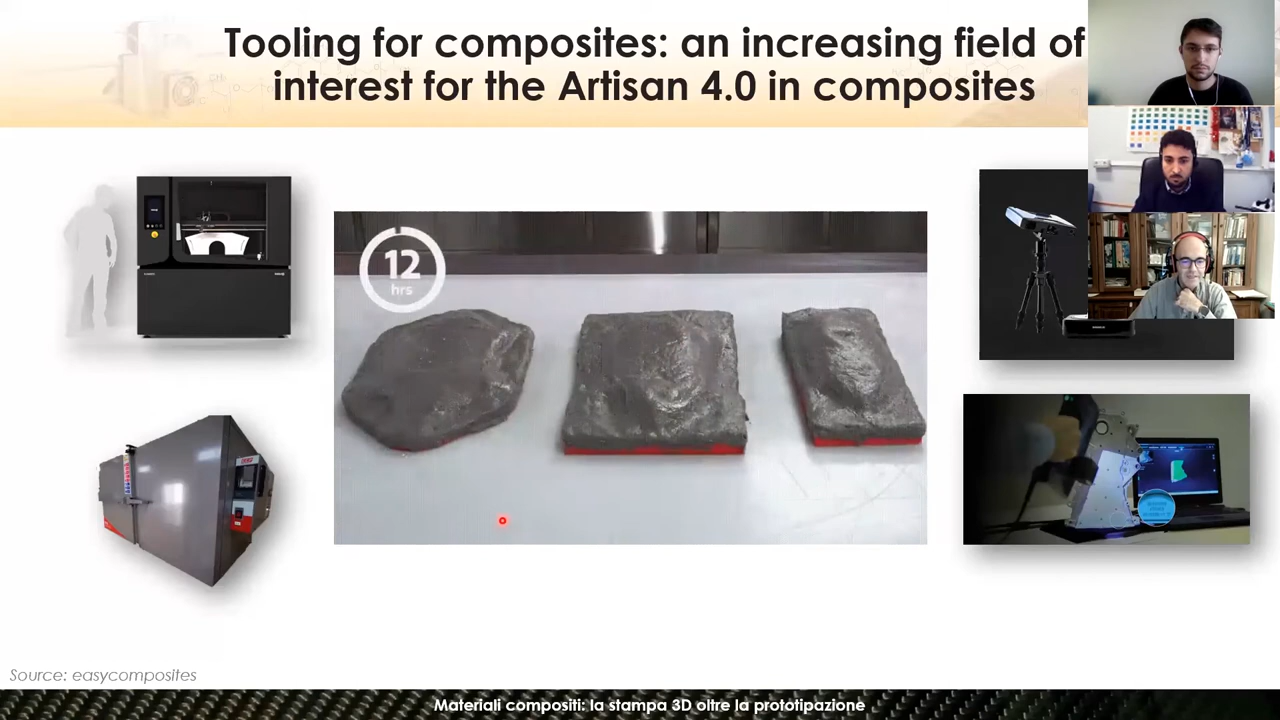 Tooling for composites: an increasing field of
interest for the Artisan 4.0 in composites
12
hrs
Source: easycomposites
Materiali compositi: la stampa 3D oltre la prototipazione